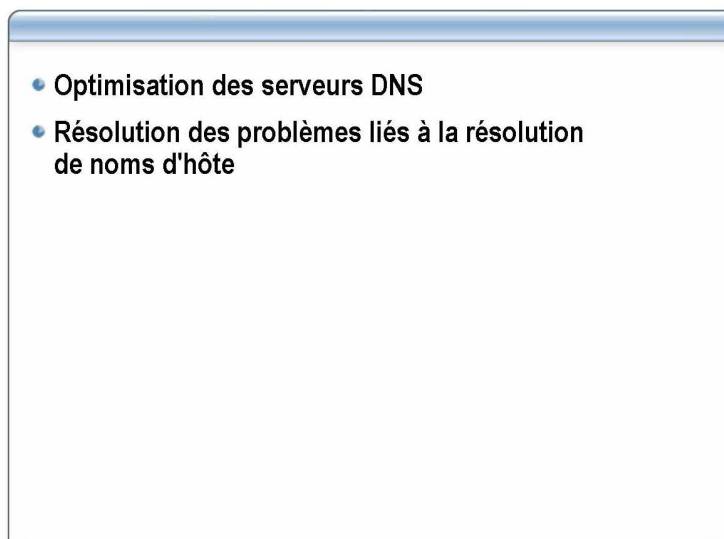 Optimisation des serveurs DNS
Résolution des problèmes liés à la résolution
de noms d'hôte